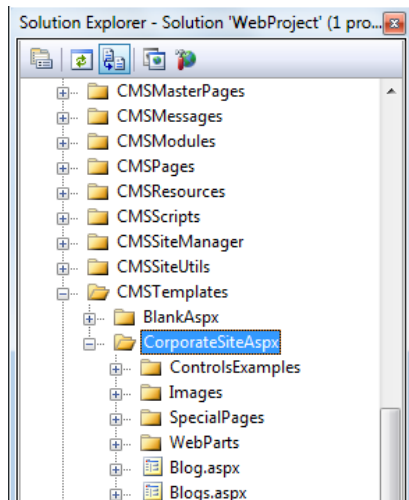 Solution Explorer - Solution 'WebProject' (1 pro...
CMSMasterPages
CMSMessages
CMSModules
CMSPages
CMSResources
CMSScripts
CMSSiteManager
CMSSiteUtils
CMSTemplates
BlankAspx
CorporateSiteAspx
ControlsExamples
Images
SpecialPages
WebParts
Blog.aspx
Blogs.aspx